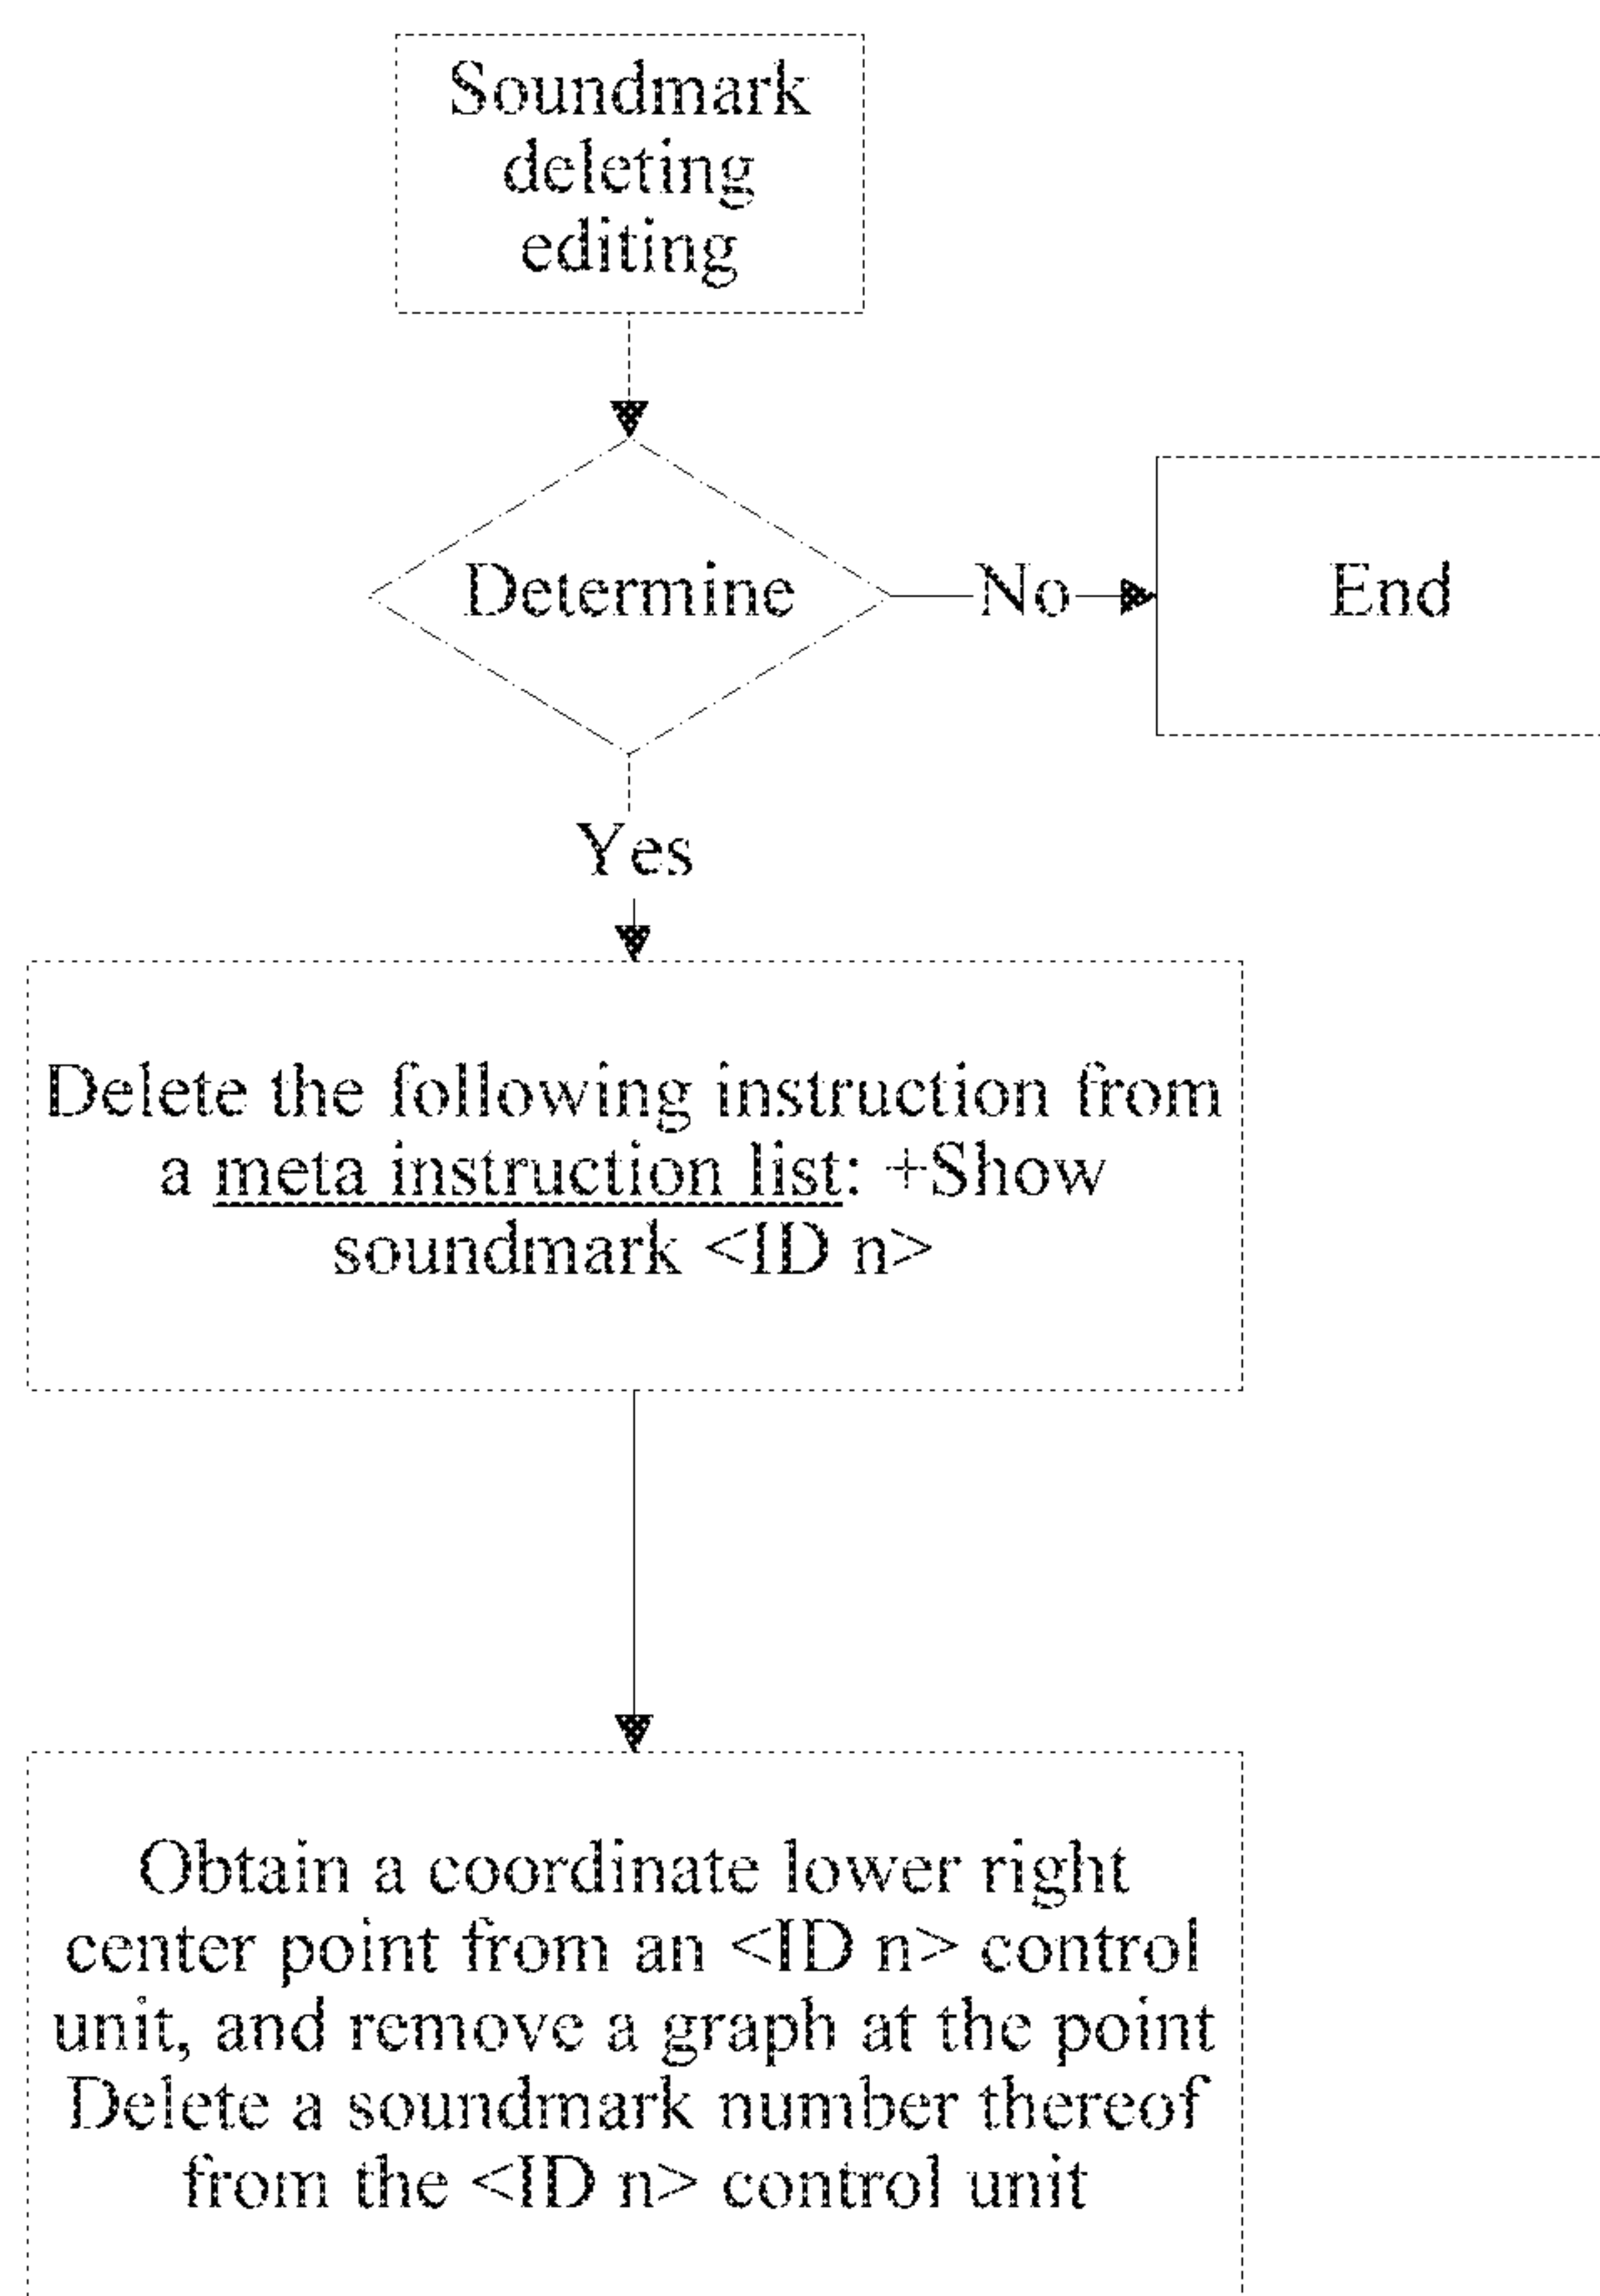 Soundmark
deleting
editing
Determine
No
End
Yes
Delete the following instruction from
a meta instruction list: +Show
soundmark <ID n>
Obtain a coordinate lower right
center point from an <ID n> control
unit, and remove a graph at the point
Delete a soundmark number thereof
from the <ID n> control unit